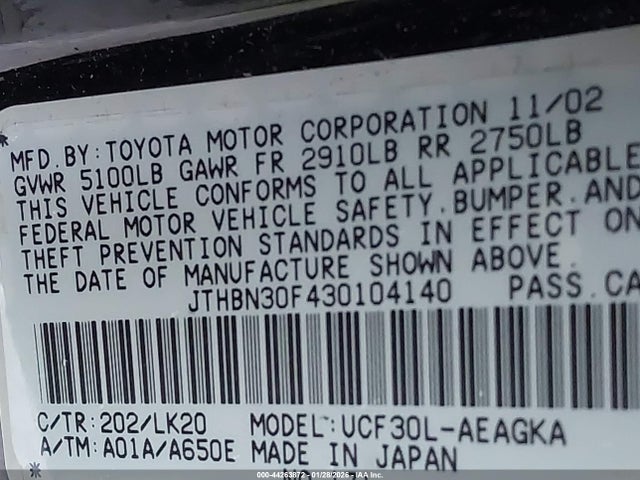 MFD.BY:TOYOTA MOTOR CORPORATION 11/02
GVWR 5100LB GAWR FR 2910LB RR 2750LB
THIS VEHICLE CONFORMS TO ALL APPLICABLE
FEDERAL MOTOR VEHICLE SAFETY,BUMPER,AND
THEFT PREVENTION STANDARDS IN EFFECT ON
THE DATE OF MANUFACTURE SHOWN ABOVE.
JTHBN30F430104140 PASS.CA
C/TR:202/LK20 MODEL:UCF30L-AEAGKA
A/TM:A01A/A650E MADE IN JAPAN
000-44263872 - 01/28/2026 - IAA Inc.